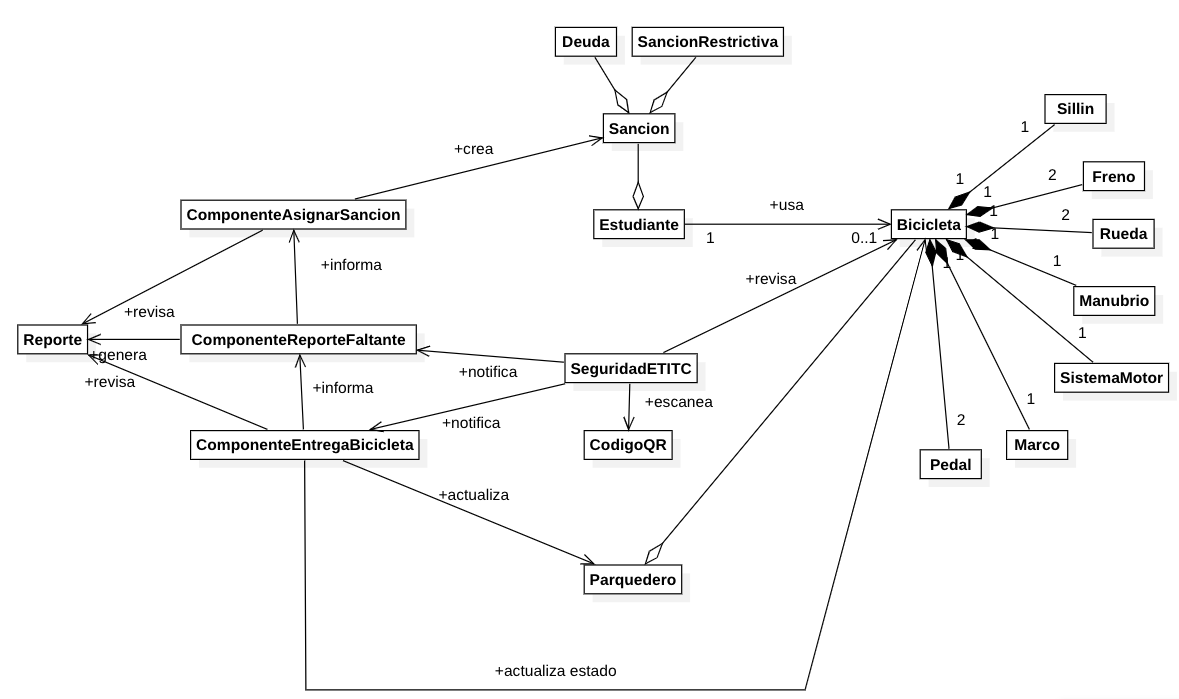 Deuda
SancionRestrictiva
Sillin
1
Sancion
+crea
Freno
2
1
1
ComponenteAsignarSancion
+usa
Estudiante
1
0..1
Bicicleta
1
2
Rueda
1
+informa
1
1
1
+revisa
Manubrio
+revisa
Reporte
ComponenteReporteFaltante
1
+genera
SeguridadETITC
SistemaMotor
+notifica
+revisa
+informa
+escanea
1
+notifica
2
ComponenteEntregaBicicleta
CodigoQR
Marco
Pedal
+actualiza
Parquedero
+actualiza estado